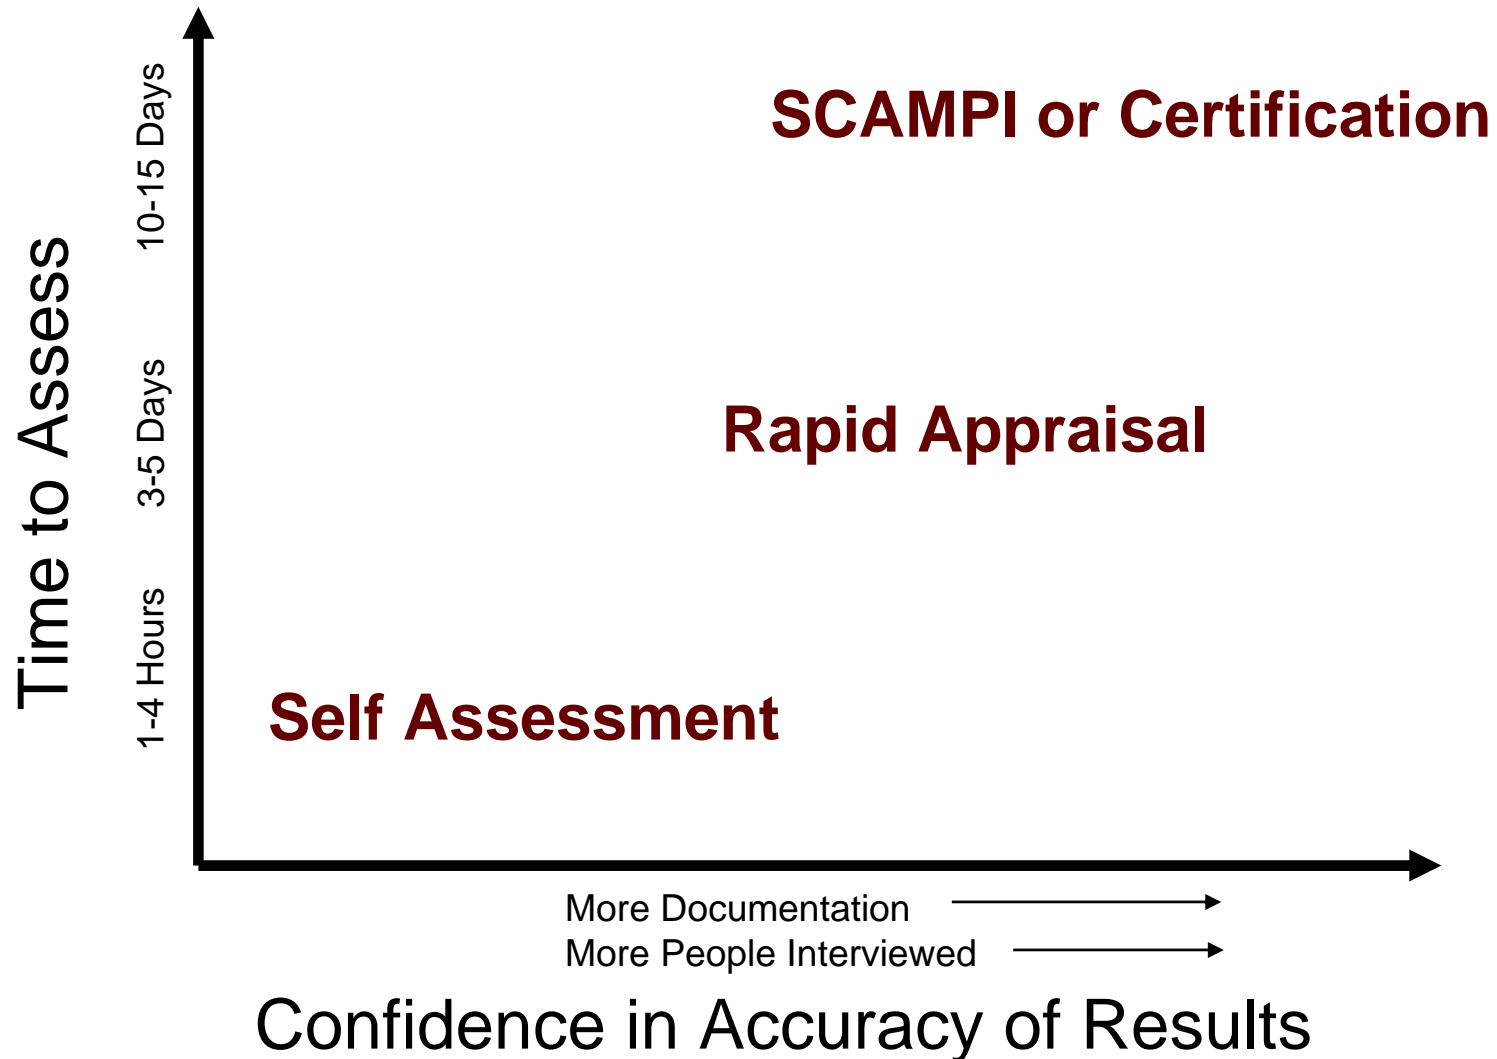 SCAMPI or Certification
10-15 Days
Time to Assess
3-5 Days
Rapid Appraisal
1-4 Hours
Self Assessment
More Documentation
More People Interviewed
Confidence in Accuracy of Results